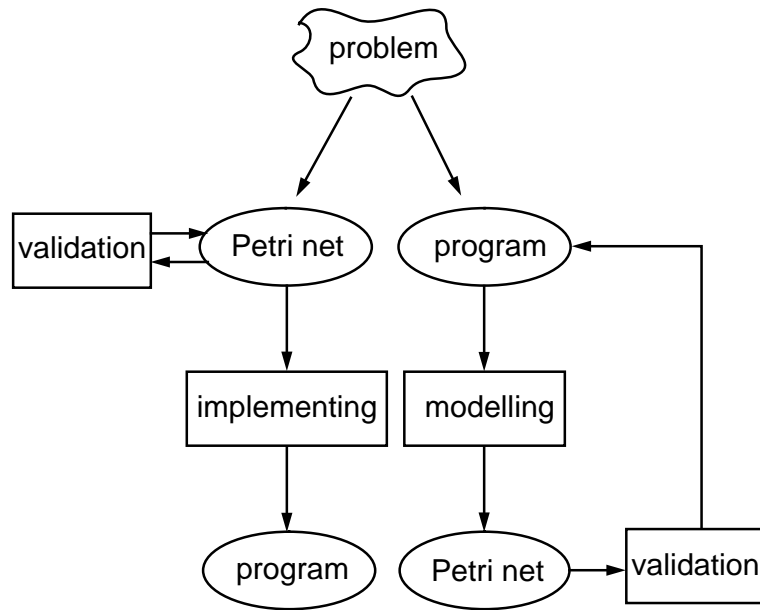 problem
validation
Petri net
program
implementing
modelling
program
Petri net
validation